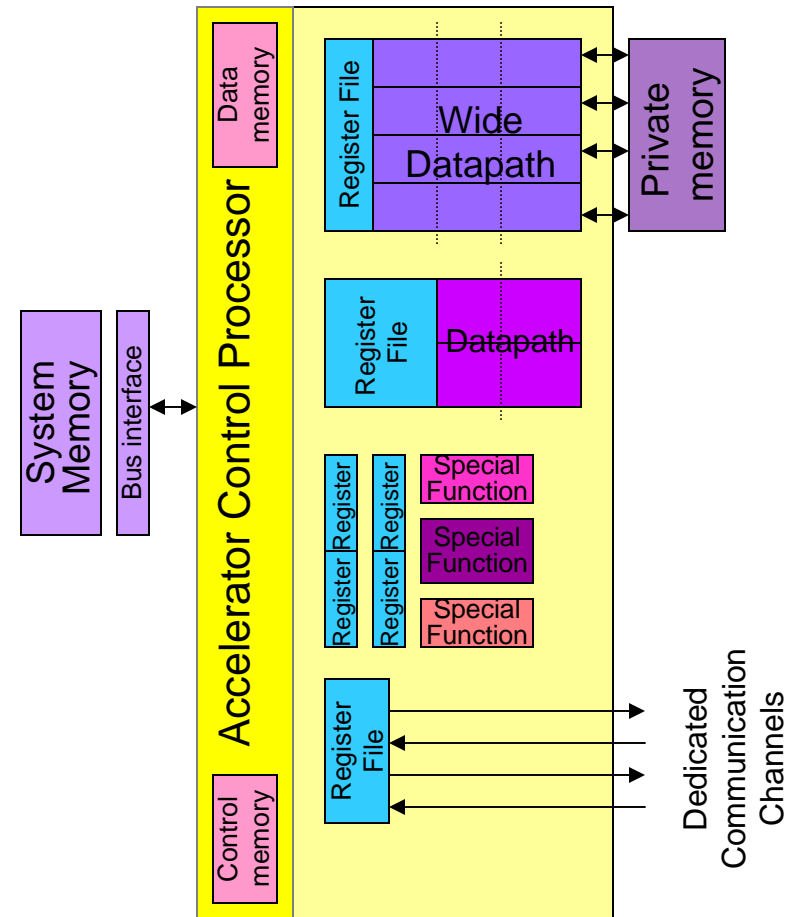 System
Memory
Bus interface
Accelerator Control Processor
Data
memory
Control
memory
Register File
Wide
Datapath
Private
memory
Register
File
Datapath
Register
Register
Register
Register
Special
Function
Special
Function
Special
Function
Register
File
Dedicated
Communication
Channels